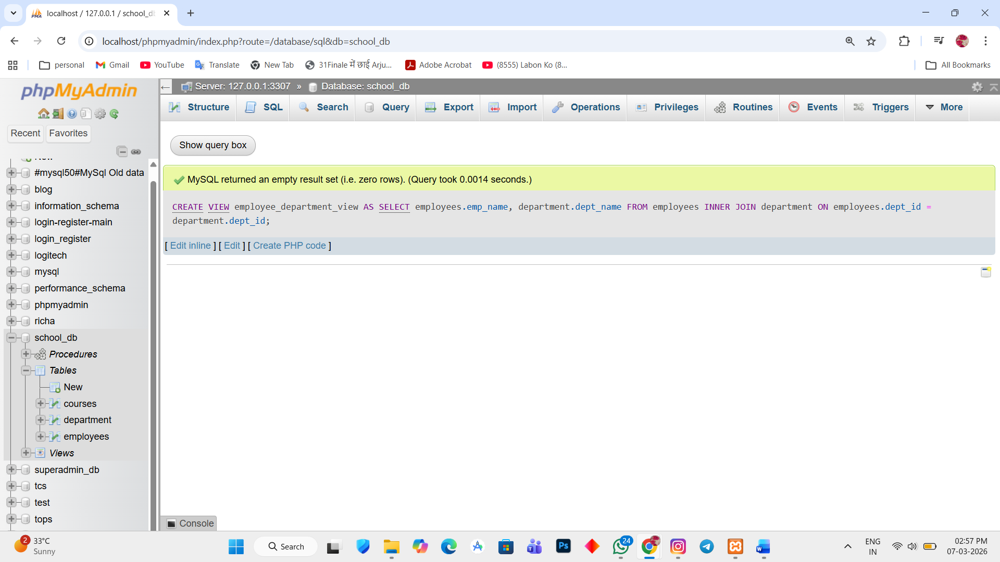 localhost / 127.0.0.1 / school_db
localhost/phpmyadmin/index.php?route=/database/sql&db=school_db
personal
Gmail
YouTube
Translate
New Tab
31Finale में छाई Arju...
Adobe Acrobat
(8555) Labon Ko (8...
All Bookmarks
phpMyAdmin
Server: 127.0.0.1:3307 » Database: school_db
Structure
SQL
Search
Query
Export
Import
Operations
Privileges
Routines
Events
Triggers
More
Recent
Favorites
New
#mysql50#MySql Old data
blog
information_schema
login-register-main
login_register
logitech
mysql
performance_schema
phpmyadmin
richa
school_db
Procedures
Tables
New
courses
department
employees
Views
superadmin_db
tcs
test
tops
Show query box
MySQL returned an empty result set (i.e. zero rows). (Query took 0.0014 seconds.)
CREATE VIEW employee_department_view AS SELECT employees.emp_name, department.dept_name FROM employees INNER JOIN department ON employees.dept_id =
department.dept_id;
[ Edit inline ] [ Edit ] [ Create PHP code ]
Console
2
33°C
Sunny
Search
Ps
24
ENG
IN
02:57 PM
07-03-2026